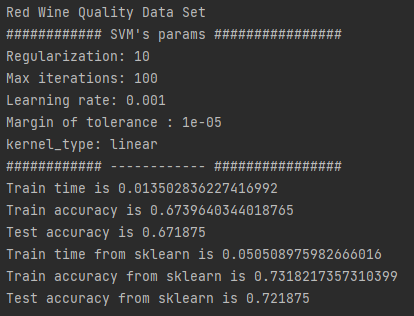 Red Wine Quality Data Set
############ SVM's params ################
Regularization: 10
Max iterations: 100
Learning rate: 0.001
Margin of tolerance : 1e-05
kernel_type: linear
############ ------------ ################
Train time is 0.013502836227416992
Train accuracy is 0.6739640344018765
Test accuracy is 0.671875
Train time from sklearn is 0.050508975982666016
Train accuracy from sklearn is 0.7318217357310399
Test accuracy from sklearn is 0.721875